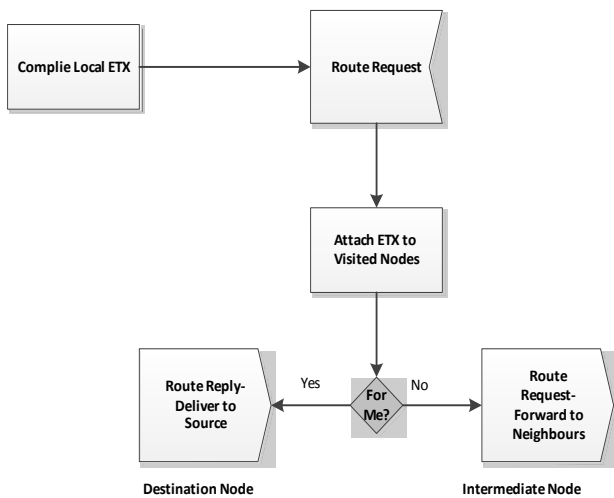 Complie Local ETX
Route Request
Attach ETX to
Visited Nodes
Route Reply-
Deliver to
Source
Yes
For
Me?
No
Route
Request-
Forward to
Neighbours
Destination Node
Intermediate Node